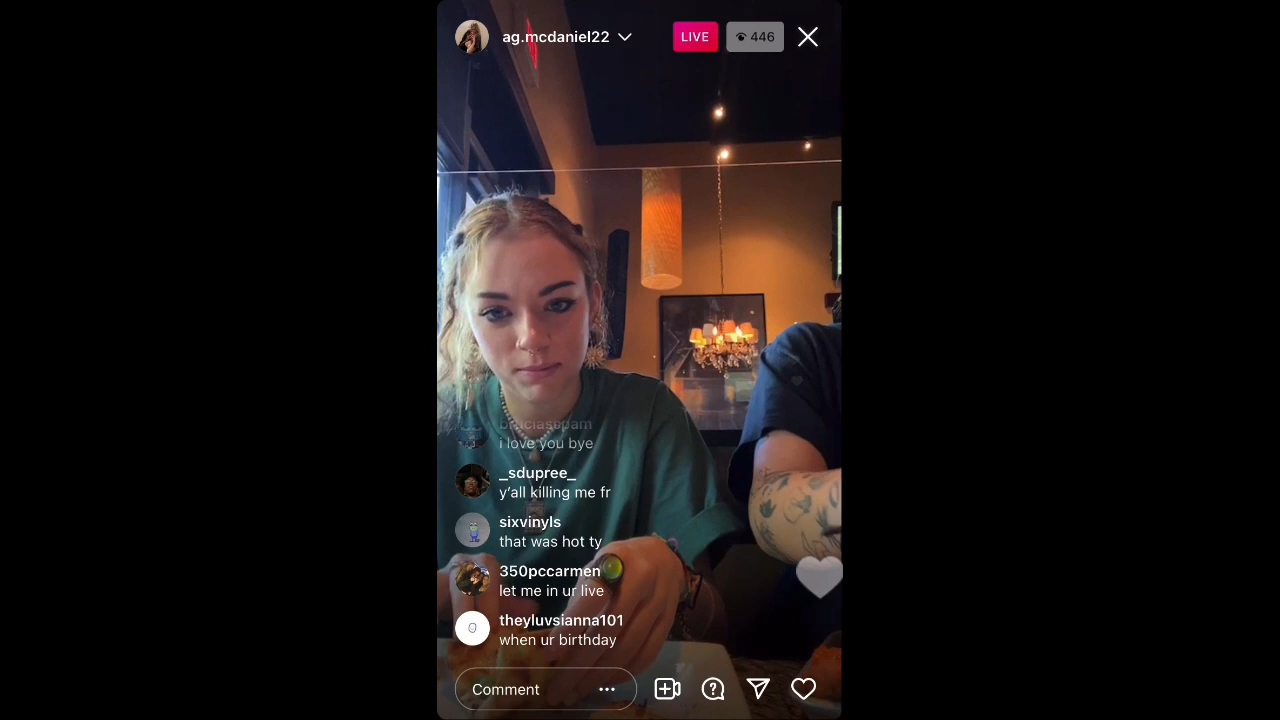 ag.mcdaniel22
LIVE
446
i love you bye
_sdupree_
y'all killing me fr
sixvinyls
that was hot ty
350pccarmen
let me in ur live
theyluvsianna101
when ur birthday
Comment